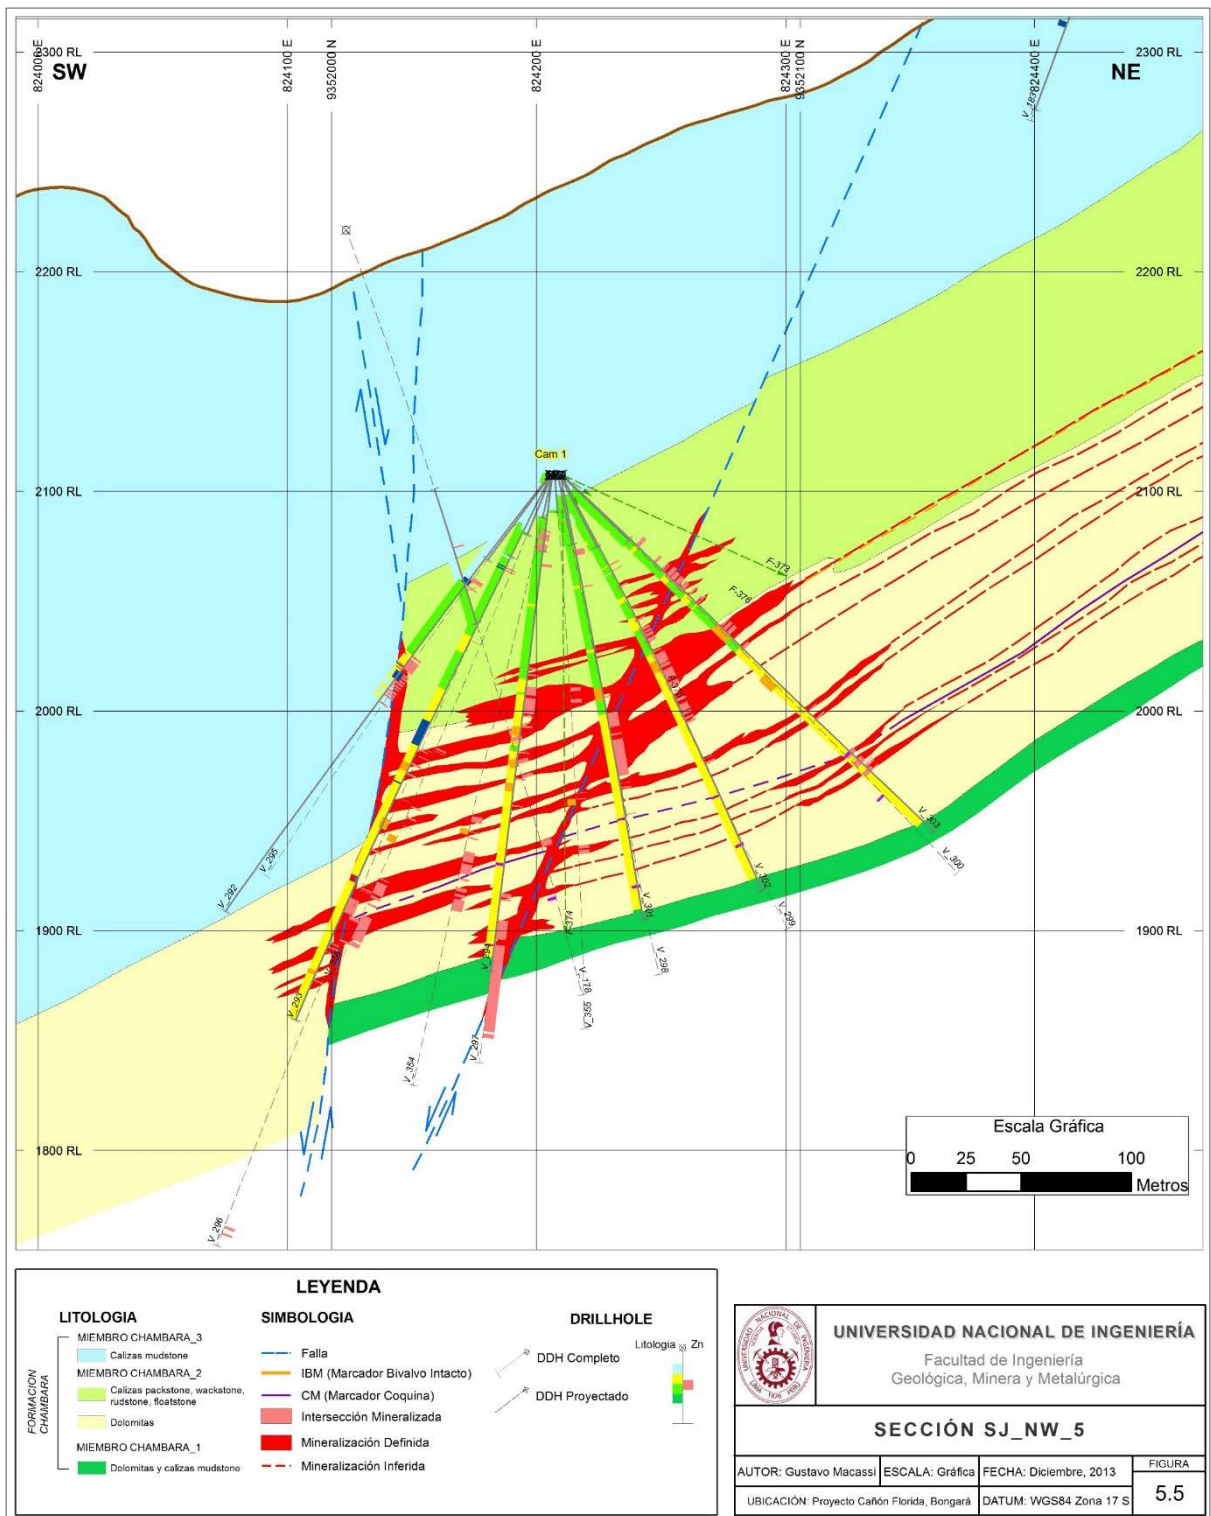 824000 E
824100 E
9352000 N
824200 E
824300 E
9352100 N
824400 E
2300 RL
2300 RL
SW
NE
V_183
2200 RL
2200 RL
Cam 1
2100 RL
2100 RL
F-373
F-376
2000 RL
2000 RL
V_303
V_300
V_295
V_292
V_302
V_301
V_299
F-374
1900 RL
1900 RL
V_294
V_298
V_178
V_293
V_355
V_297
V_354
1800 RL
1800 RL
V_296
Escala Gráfica
0 25 50 100
Metros
LEYENDA
LITOLOGIA
FORMACION CHAMBARA
MIEMBRO CHAMBARA_3
Calizas mudstone
MIEMBRO CHAMBARA_2
Calizas packstone, wackstone,
rudstone, floatstone
Dolomitas
MIEMBRO CHAMBARA_1
Dolomitas y calizas mudstone
SIMBOLOGIA
Falla
IBM (Marcador Bivalvo Intacto)
CM (Marcador Coquina)
Intersección Mineralizada
Mineralización Definida
Mineralización Inferida
DRILLHOLE
DDH Completo
DDH Proyectado
Litologia Zn
UNIVERSIDAD NACIONAL DE INGENIERÍA
Facultad de Ingeniería
Geológica, Minera y Metalúrgica
SECCIÓN SJ_NW_5
AUTOR: Gustavo Macassi ESCALA: Gráfica FECHA: Diciembre, 2013
FIGURA
5.5
UBICACIÓN: Proyecto Cañón Florida, Bongará DATUM: WGS84 Zona 17 S